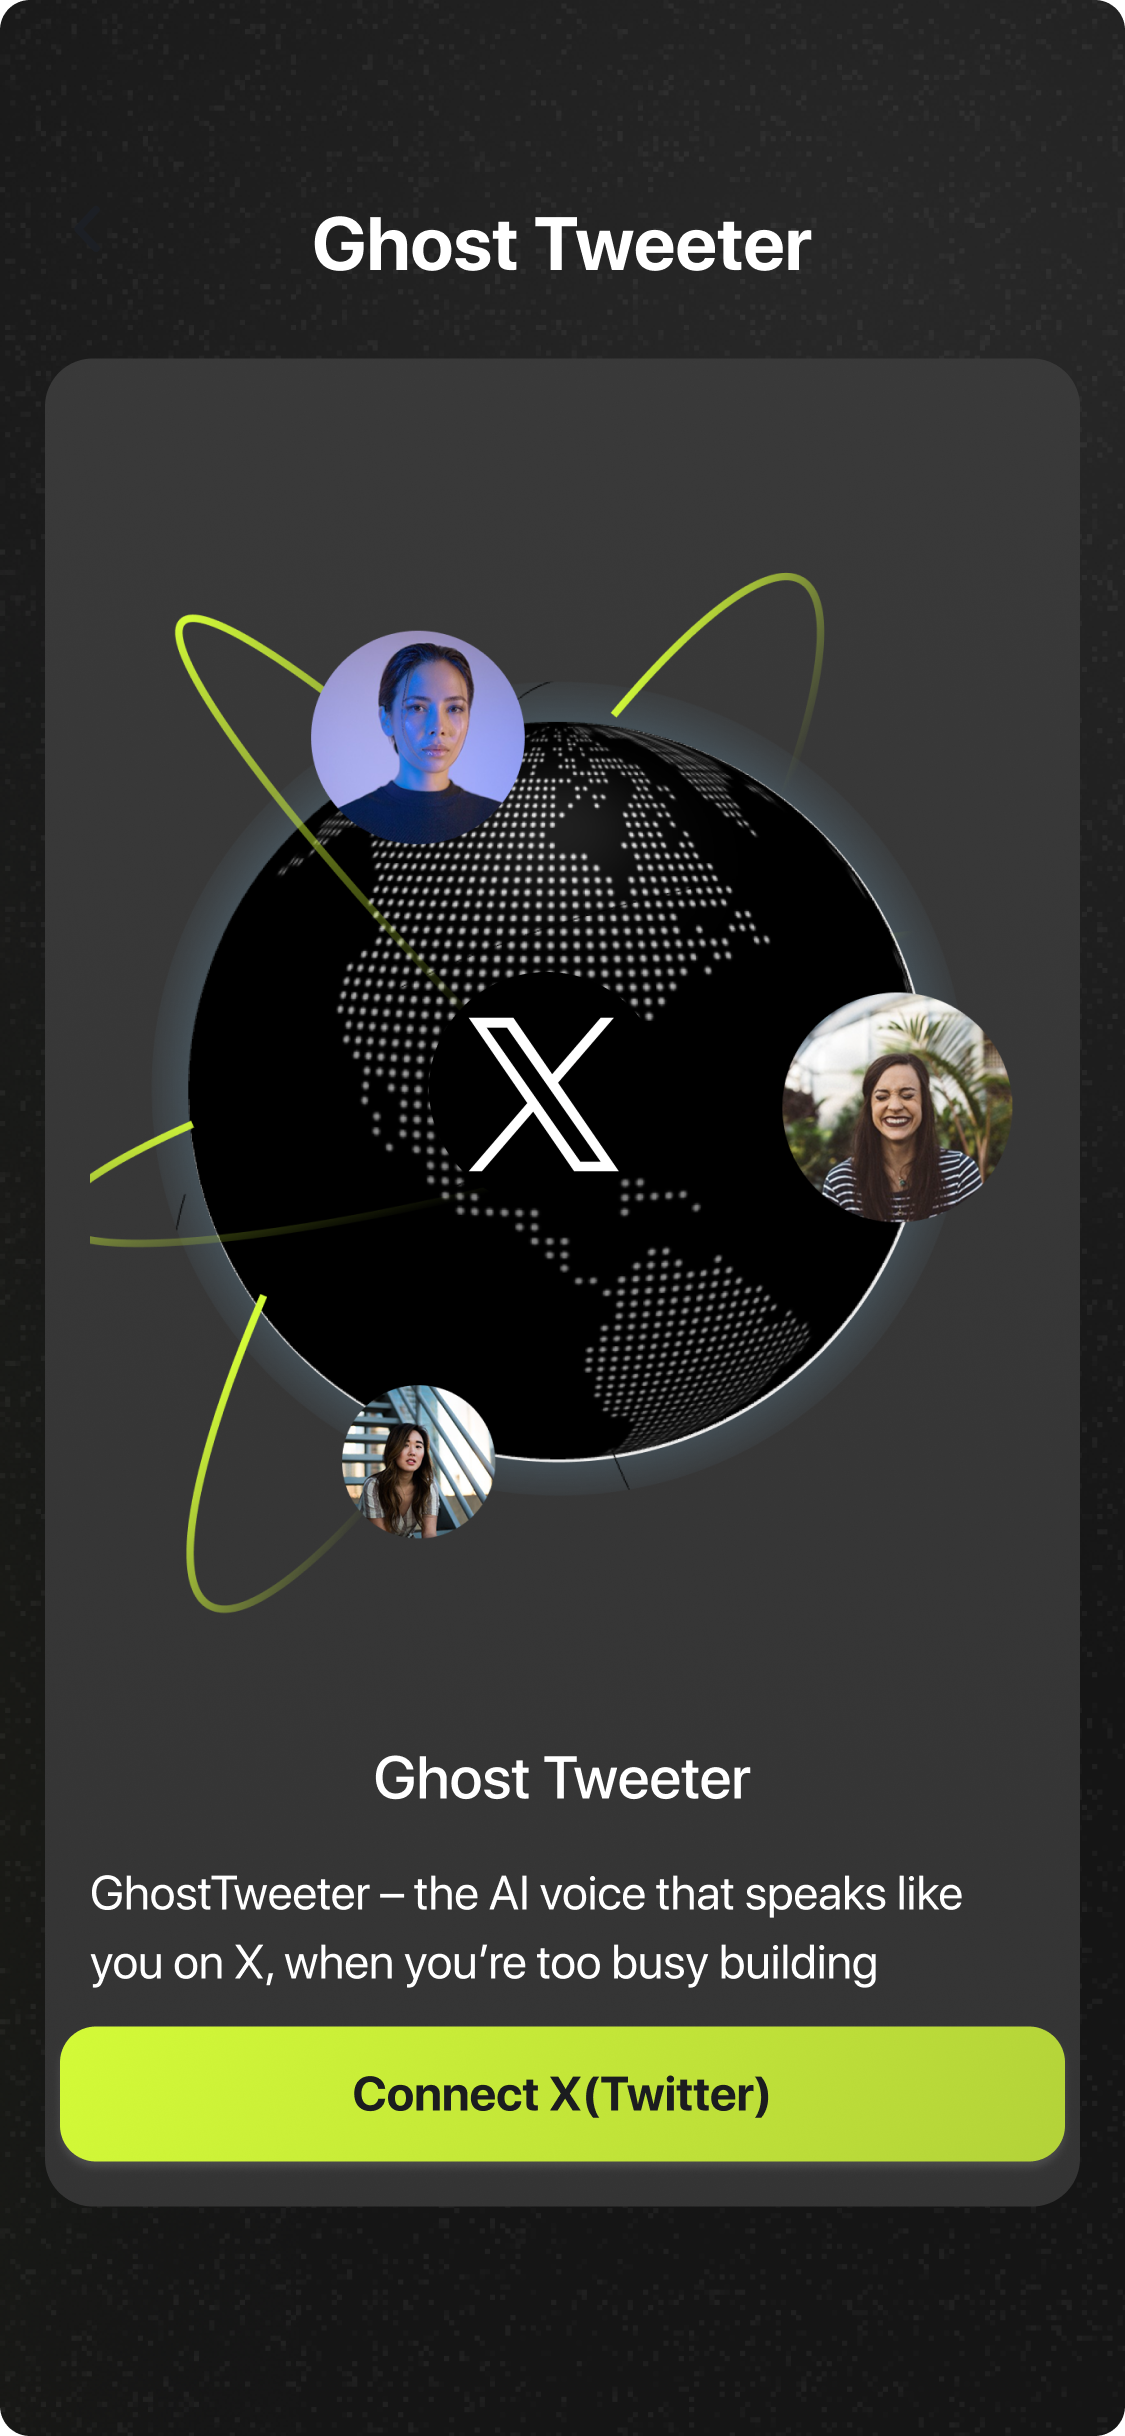 Ghost Tweeter
Ghost Tweeter
GhostTweeter – the AI voice that speaks like
you on X, when you’re too busy building
Connect X(Twitter)